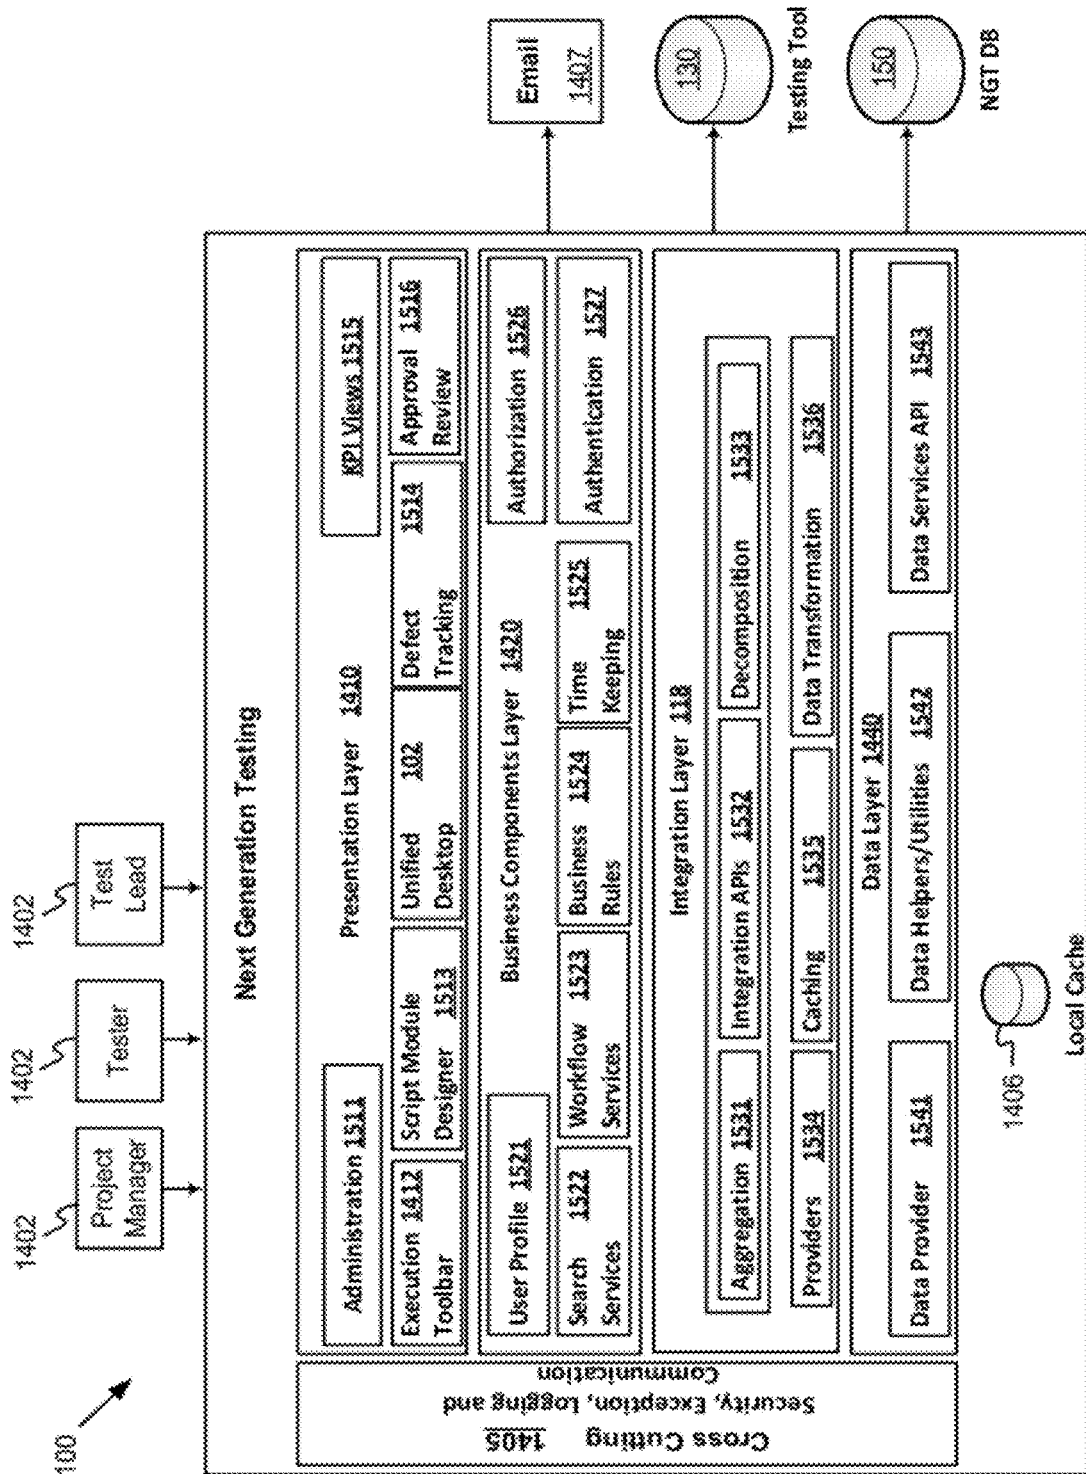 100
1402
1402
1402
Project
Manager
Tester
Test
Lead
Next Generation Testing
Cross Cutting 1405
Security, Exception, Logging and
Communication
Administration 1511
Presentation Layer 1410
KPI Views 1515
Execution 1412
Toolbar
Script Module
Designer 1513
Unified 102
Desktop
Defect 1514
Tracking
Approval 1516
Review
User Profile 1521
Business Components Layer 1420
Authorization 1526
Search 1522
Services
Workflow 1523
Services
Business 1524
Rules
Time 1525
Keeping
Authentication 1527
Integration Layer 118
Aggregation 1531
Integration APIs 1532
Decomposition 1533
Providers 1534
Caching 1535
Data Transformation 1536
Data Layer 1440
Data Provider 1541
Data Helpers/Utilities 1542
Data Services API 1543
1406
Local Cache
Email
1407
130
Testing Tool
150
NGT DB